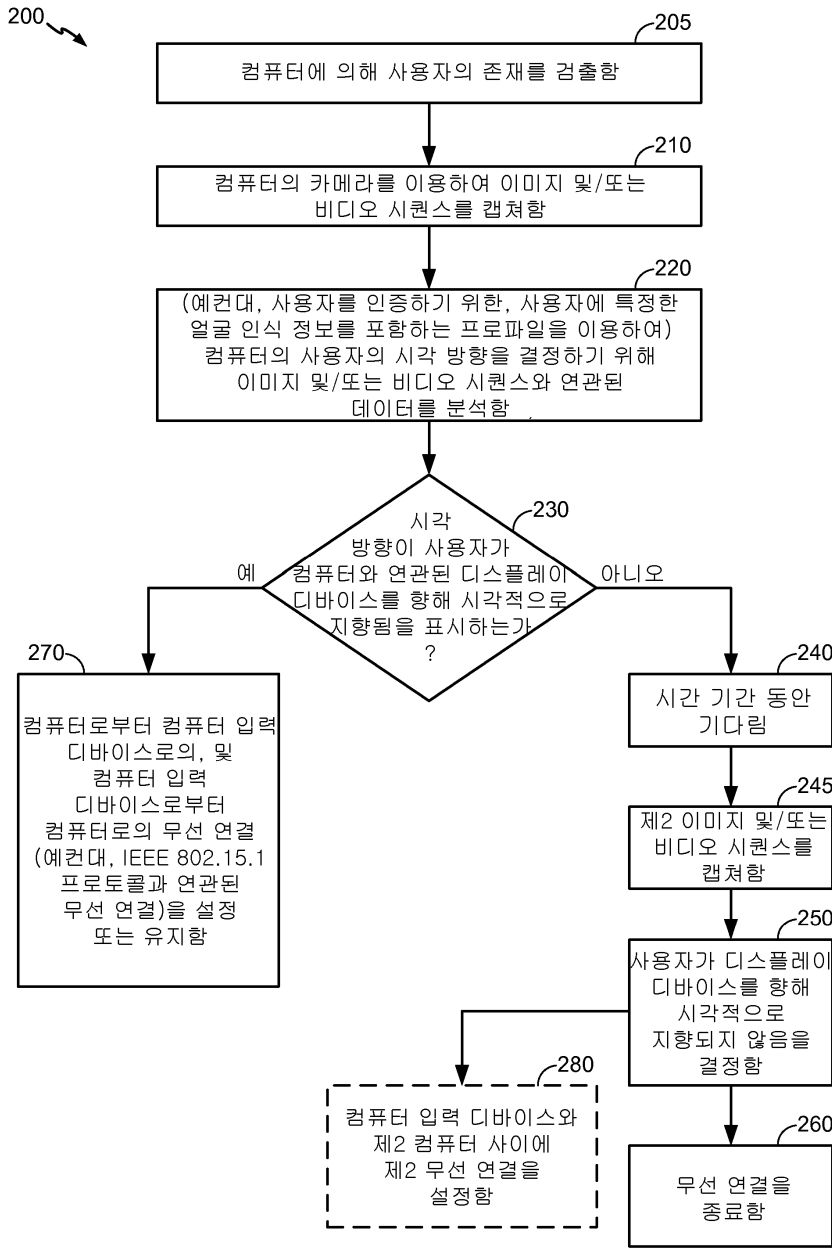 200
205
컴퓨터에 의해 사용자의 존재를 검출함
210
컴퓨터의 카메라를 이용하여 이미지 및/또는
비디오 시퀀스를 캡쳐함
220
(예컨대, 사용자를 인증하기 위한, 사용자에 특정한
얼굴 인식 정보를 포함하는 프로파일을 이용하여)
컴퓨터의 사용자의 시각 방향을 결정하기 위해
이미지 및/또는 비디오 시퀀스와 연관된
데이터를 분석함
230
시각
방향이 사용자가
컴퓨터와 연관된 디스플레이
디바이스를 향해 시각적으로
지향됨을 표시하는가
?
예
아니오
270
컴퓨터로부터 컴퓨터 입력
디바이스로의, 및
컴퓨터 입력
디바이스로부터
컴퓨터로의 무선 연결
(예컨대, IEEE 802.15.1
프로토콜과 연관된
무선 연결)을 설정
또는 유지함
240
시간 기간 동안
기다림
245
제2 이미지 및/또는
비디오 시퀀스를
캡쳐함
250
사용자가 디스플레이
디바이스를 향해
시각적으로
지향되지 않음을
결정함
280
컴퓨터 입력 디바이스와
제2 컴퓨터 사이에
제2 무선 연결을
설정함
260
무선 연결을
종료함